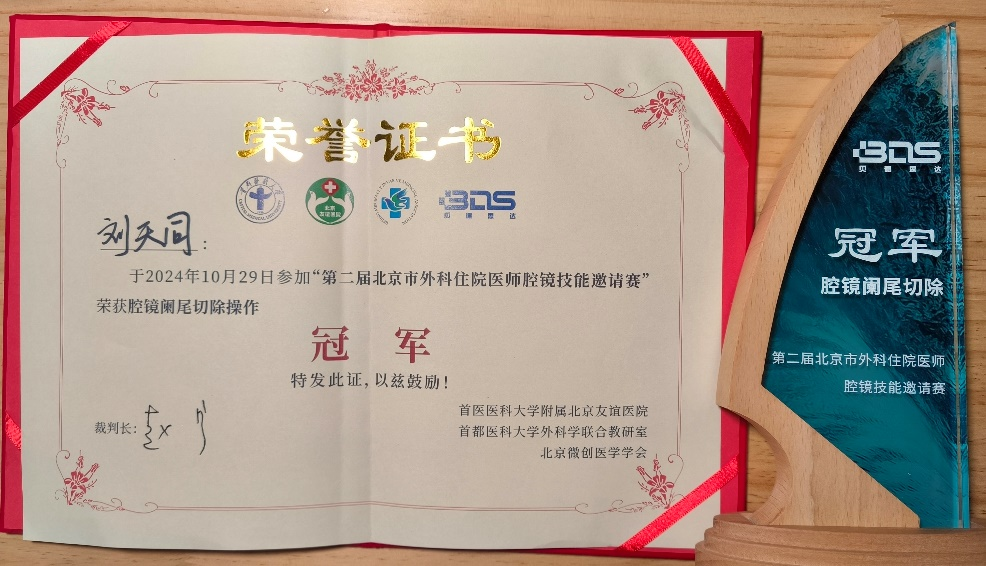 荣誉证书
BDS
贝德医达
刘天同:
于2024年10月29日参加“第二届北京市外科住院医师腔镜技能邀请赛”
荣获腔镜阑尾切除操作
冠 军
特发此证，以兹鼓励！
裁判长：
首医医科大学附属北京友谊医院
首都医科大学外科学联合教研室
北京微创医学学会
BDS
冠军
腔镜阑尾切除
第二届北京市外科住院医师
腔镜技能邀请赛